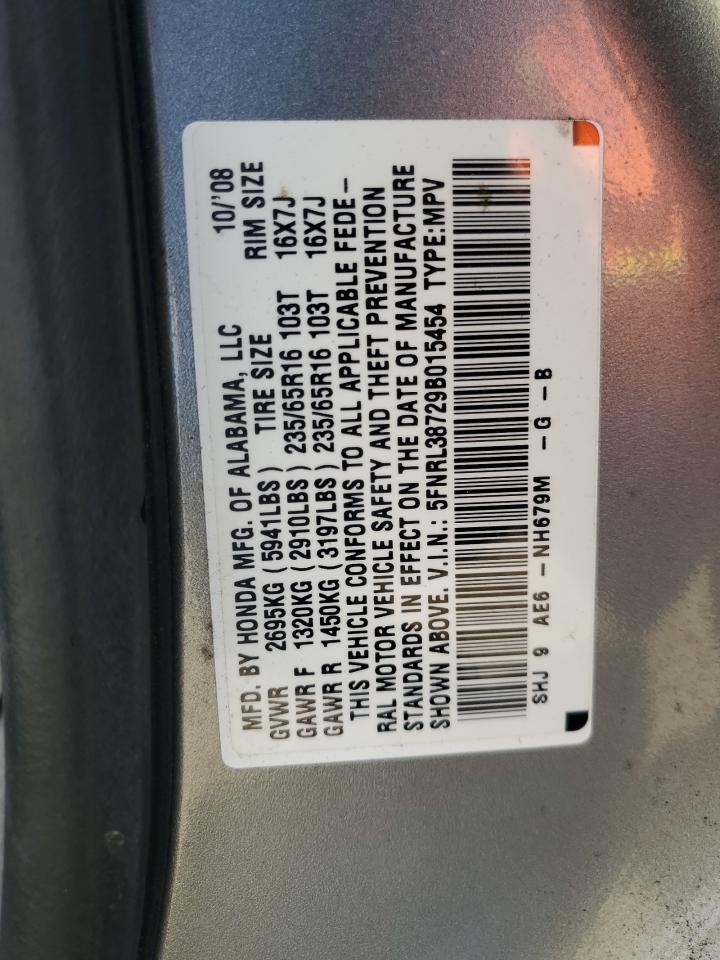 MFD. BY HONDA MFG. OF ALABAMA, LLC 10/'08
GVWR 2695KG (5941LBS) TIRE SIZE RIM SIZE
GAWR F 1320KG (2910LBS) 235/65R16 103T 16X7J
GAWR R 1450KG (3197LBS) 235/65R16 103T 16X7J
THIS VEHICLE CONFORMS TO ALL APPLICABLE FEDE–
RAL MOTOR VEHICLE SAFETY AND THEFT PREVENTION
STANDARDS IN EFFECT ON THE DATE OF MANUFACTURE
SHOWN ABOVE. V.I.N.: 5FNRL38729B015454 TYPE:MPV
SHJ 9 AE6 –NH679M –G –B